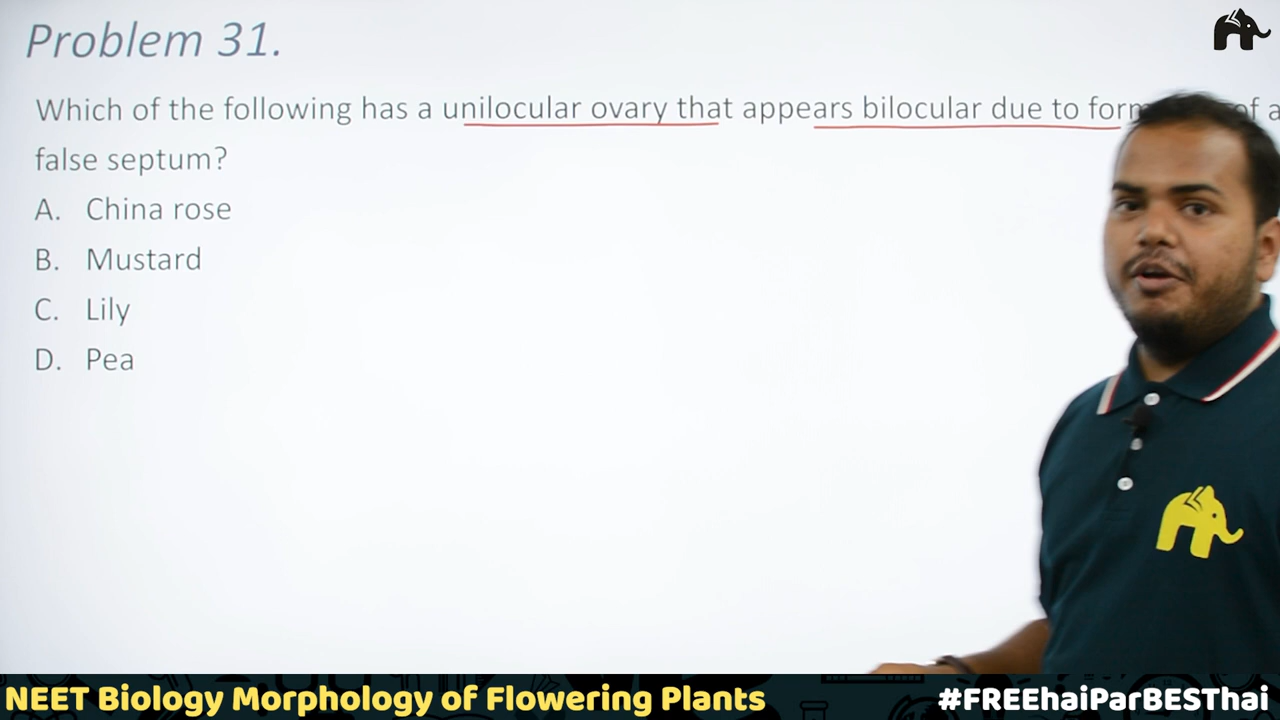 Problem 31.
Which of the following has a unilocular ovary that appears bilocular due to of a
false septum?
A. China rose
B. Mustard
C. Lily
D. Pea
NEET Biology Morphology of Flowering Plants
#FREEhaiParBESThai